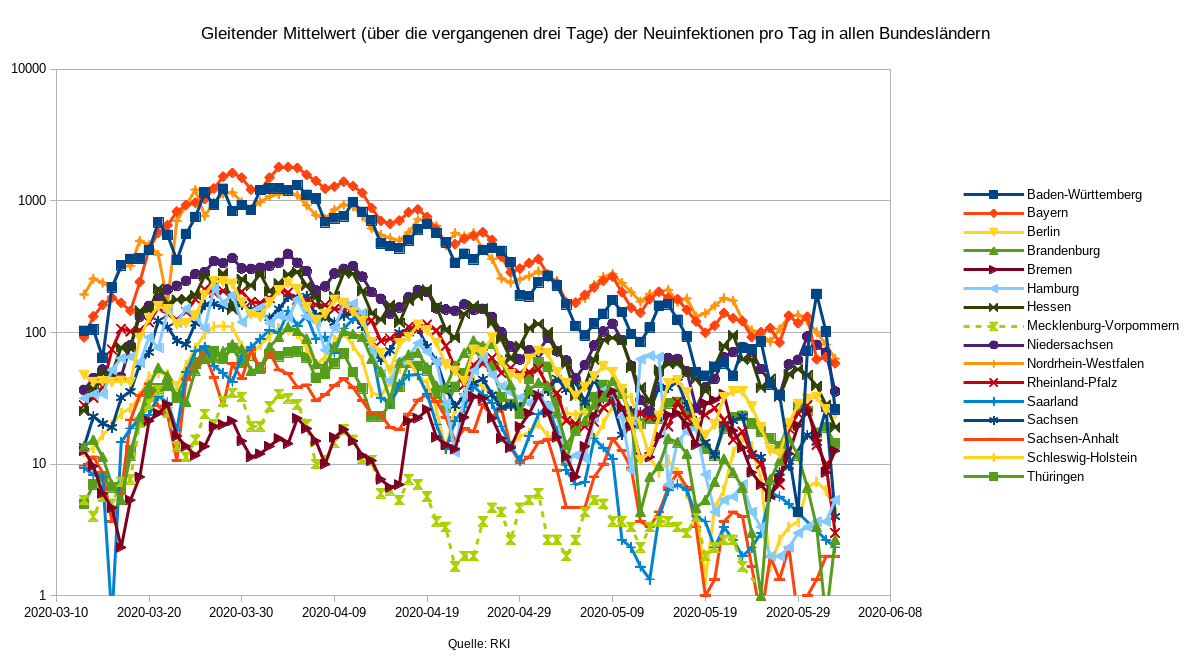 Gleitender Mittelwert (über die vergangenen drei Tage) der Neuinfektionen pro Tag in allen Bundesländern
10000
1000
100
10
1
2020-03-10 2020-03-20 2020-03-30 2020-04-09 2020-04-19 2020-04-29 2020-05-09 2020-05-19 2020-05-29 2020-06-08
Quelle: RKI
Baden-Württemberg
Bayern
Berlin
Brandenburg
Bremen
Hamburg
Hessen
Mecklenburg-Vorpommern
Niedersachsen
Nordrhein-Westfalen
Rheinland-Pfalz
Saarland
Sachsen
Sachsen-Anhalt
Schleswig-Holstein
Thüringen